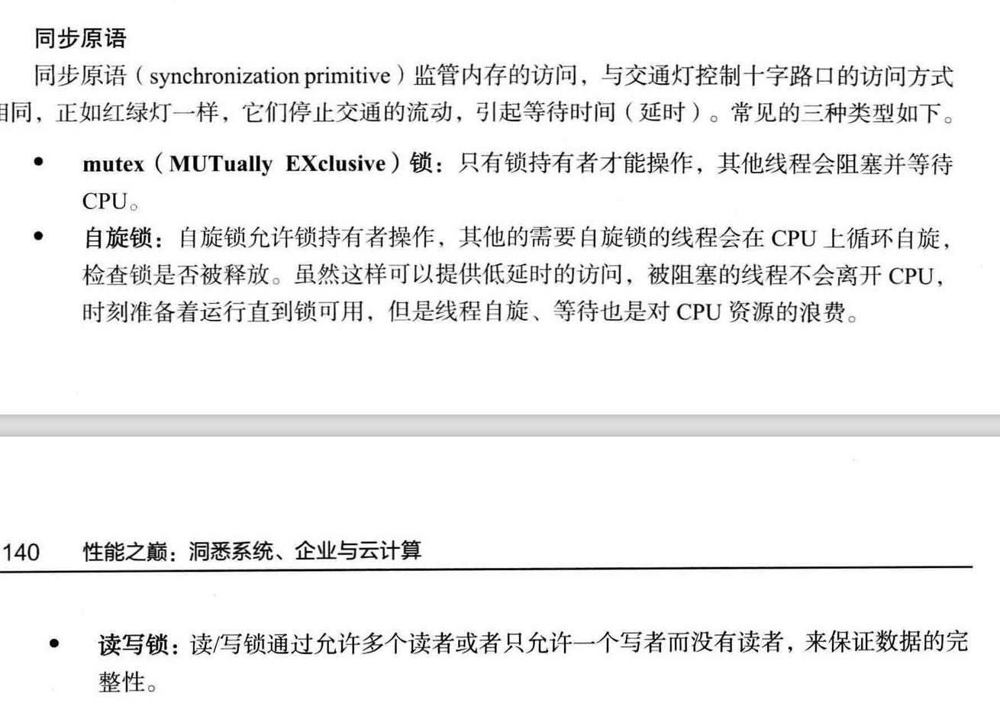 同步原语
同步原语（synchronization primitive）监管内存的访问，与交通灯控制十字路口的访问方式
相同，正如红绿灯一样，它们停止交通的流动，引起等待时间（延时）。常见的三种类型如下。
• mutex（MUTually EXclusive）锁：只有锁持有者才能操作，其他线程会阻塞并等待
CPU。
• 自旋锁：自旋锁允许锁持有者操作，其他的需要自旋锁的线程会在 CPU 上循环自旋，
检查锁是否被释放。虽然这样可以提供低延时的访问，被阻塞的线程不会离开 CPU，
时刻准备着运行直到锁可用，但是线程自旋、等待也是对 CPU 资源的浪费。
140 性能之巅：洞悉系统、企业与云计算
• 读写锁：读/写锁通过允许多个读者或者只允许一个写者而没有读者，来保证数据的完
整性。